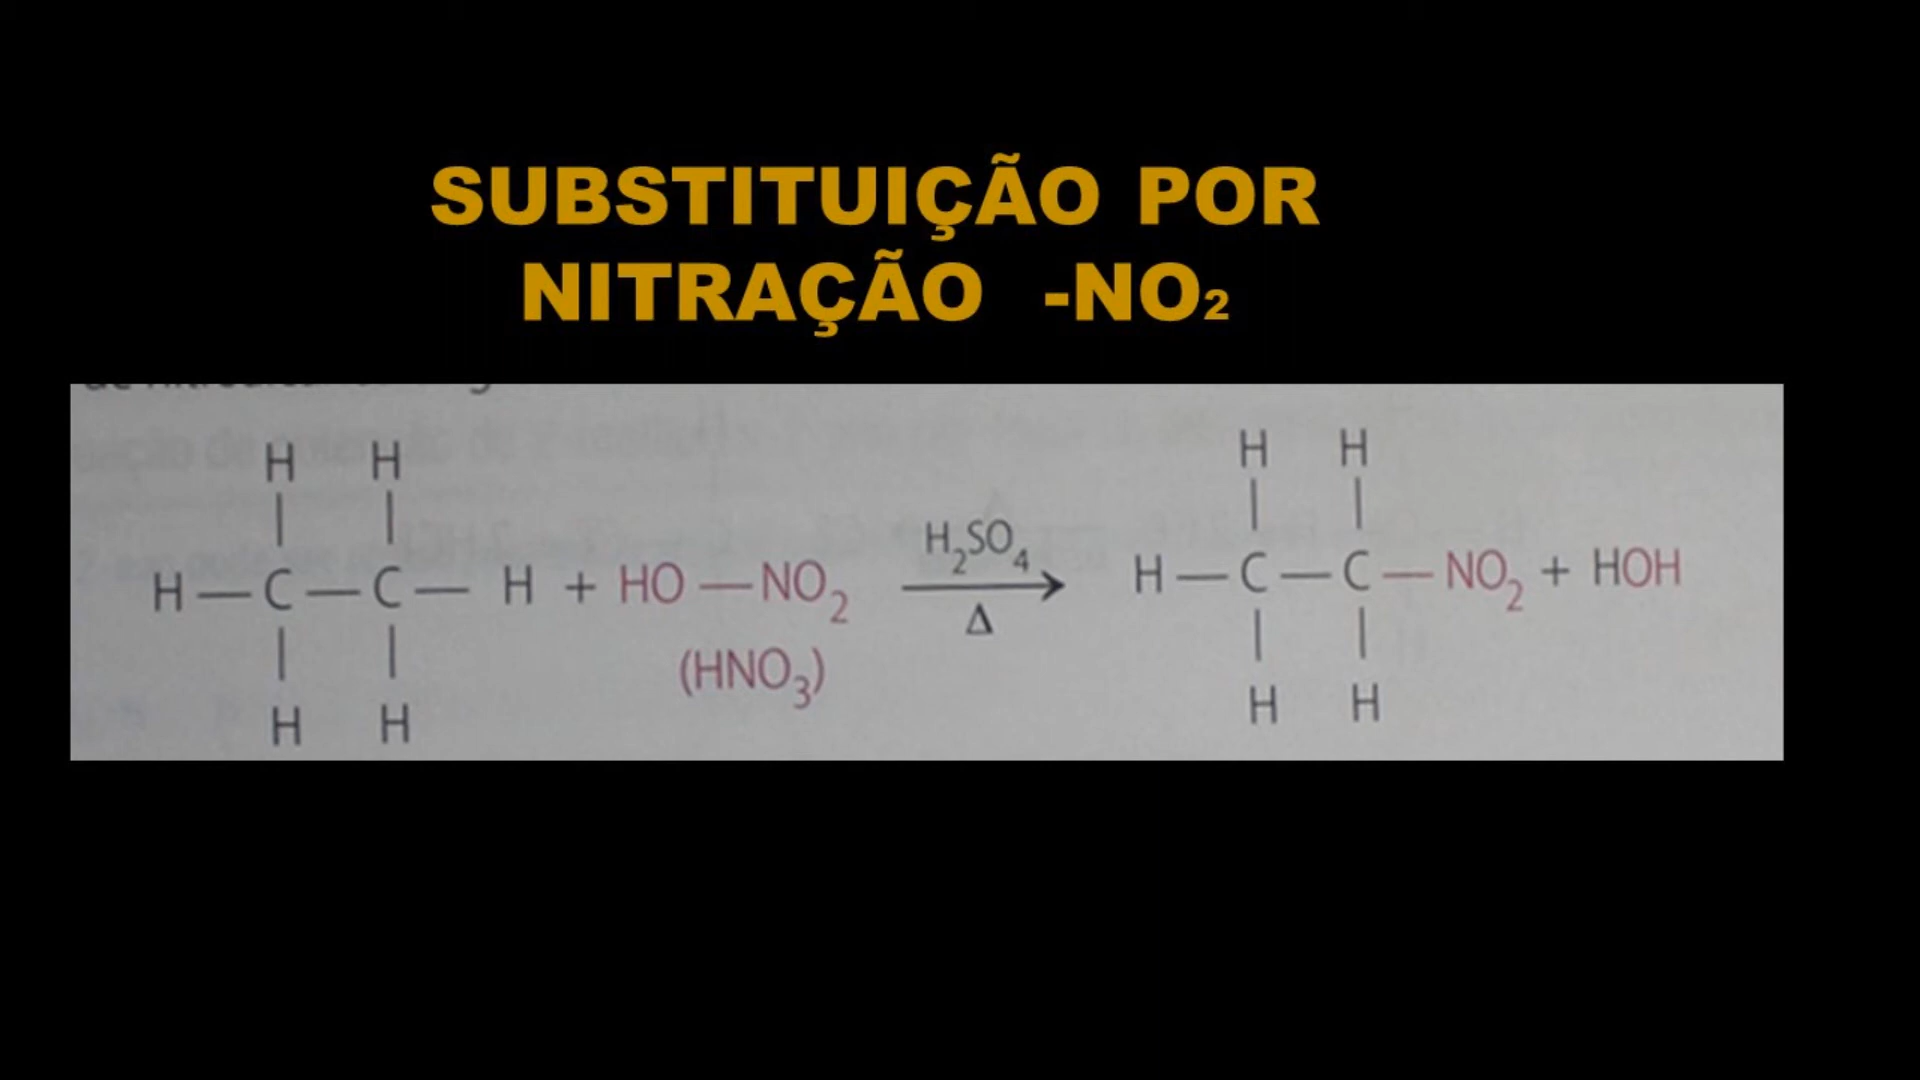 SUBSTITUIÇÃO POR
NITRAÇÃO -NO₂
H H
H — C — C — H + HO — NO₂ H₂SO₄ Δ H — C — C — NO₂ + HOH
(HNO₃)
H H
H H
H H